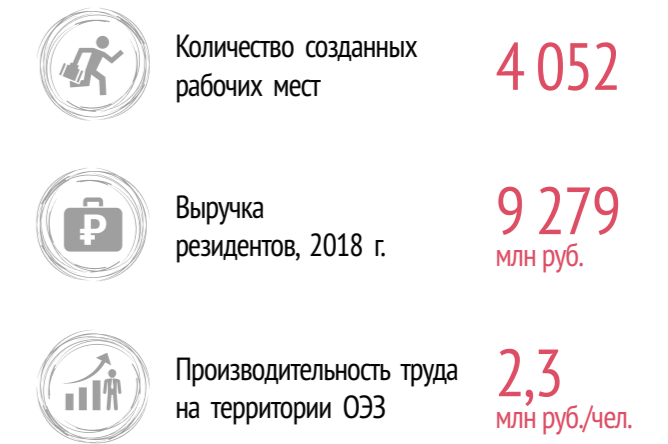 Количество созданных
рабочих мест
4 052
Выручка
резидентов, 2018 г.
9 279
млн руб.
Производительность труда
на территории ОЭЗ
2,3
млн руб./чел.